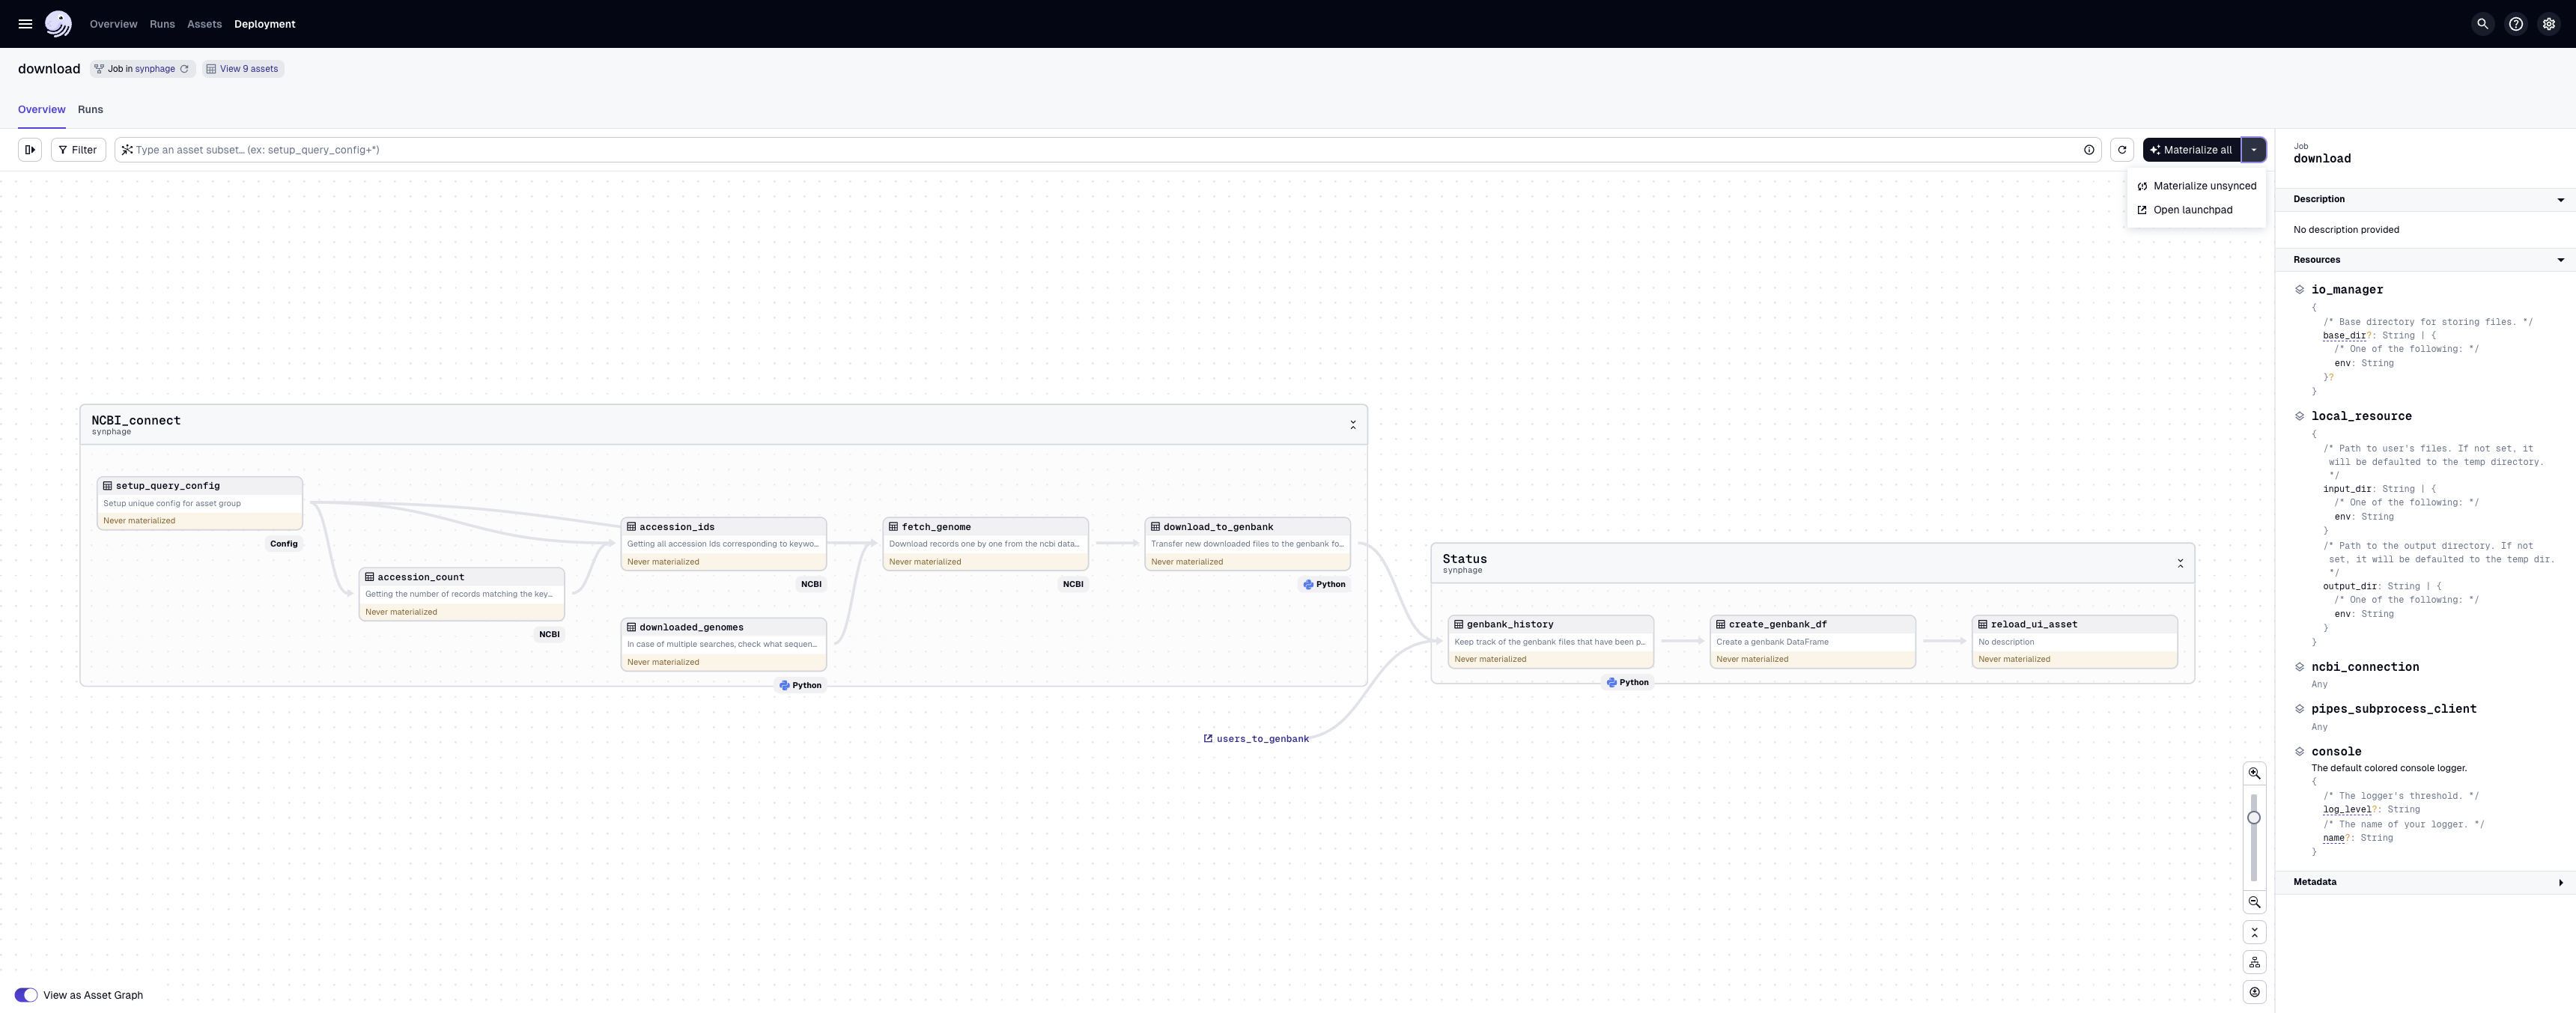 Overview Runs Assets Deployment
download Job in synphage View 9 assets
Overview Runs
Filter Type an asset subset… (ex: setup_query_config+*) Materialize all
Materialize unsynced
Open launchpad
NCBI_connect
synphage
setup_query_config
Setup unique config for asset group
Never materialized
Config
accession_count
Getting the number of records matching the key…
Never materialized
NCBI
accession_ids
Getting all accession Ids corresponding to keywo…
Never materialized
NCBI
downloaded_genomes
In case of multiple searches, check what sequen…
Never materialized
Python
fetch_genome
Download records one by one from the ncbi data…
Never materialized
NCBI
download_to_genbank
Transfer new downloaded files to the genbank fo…
Never materialized
Python
users_to_genbank
Status
synphage
genbank_history
Keep track of the genbank files that have been p…
Never materialized
Python
create_genbank_df
Create a genbank DataFrame
Never materialized
reload_ui_asset
No description
Never materialized
View as Asset Graph
Job
download
Description
No description provided
Resources
io_manager
{
/* Base directory for storing files. */
base_dir?: String | {
/* One of the following: */
env: String
}?
}
local_resource
{
/* Path to user's files. If not set, it
will be defaulted to the temp directory.
*/
input_dir: String | {
/* One of the following: */
env: String
}
/* Path to the output directory. If not
set, it will be defaulted to the temp dir.
*/
output_dir: String | {
/* One of the following: */
env: String
}
}
ncbi_connection
Any
pipes_subprocess_client
Any
console
The default colored console logger.
{
/* The logger's threshold. */
log_level?: String
/* The name of your logger. */
name?: String
}
Metadata